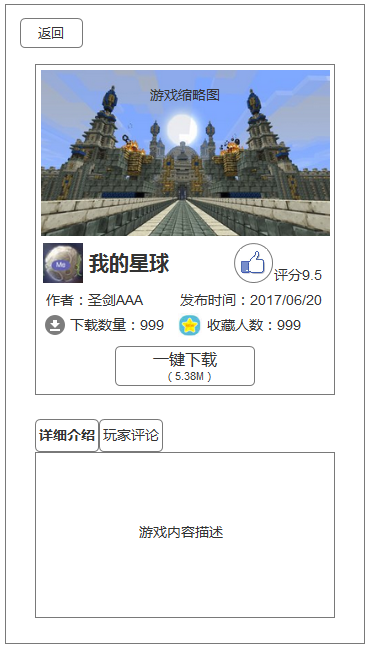 返回
游戏缩略图
Me
我的星球
评分9.5
作者：圣剑AAA 发布时间：2017/06/20
下载数量：999 收藏人数：999
一键下载
（5.38M）
详细介绍 玩家评论
游戏内容描述